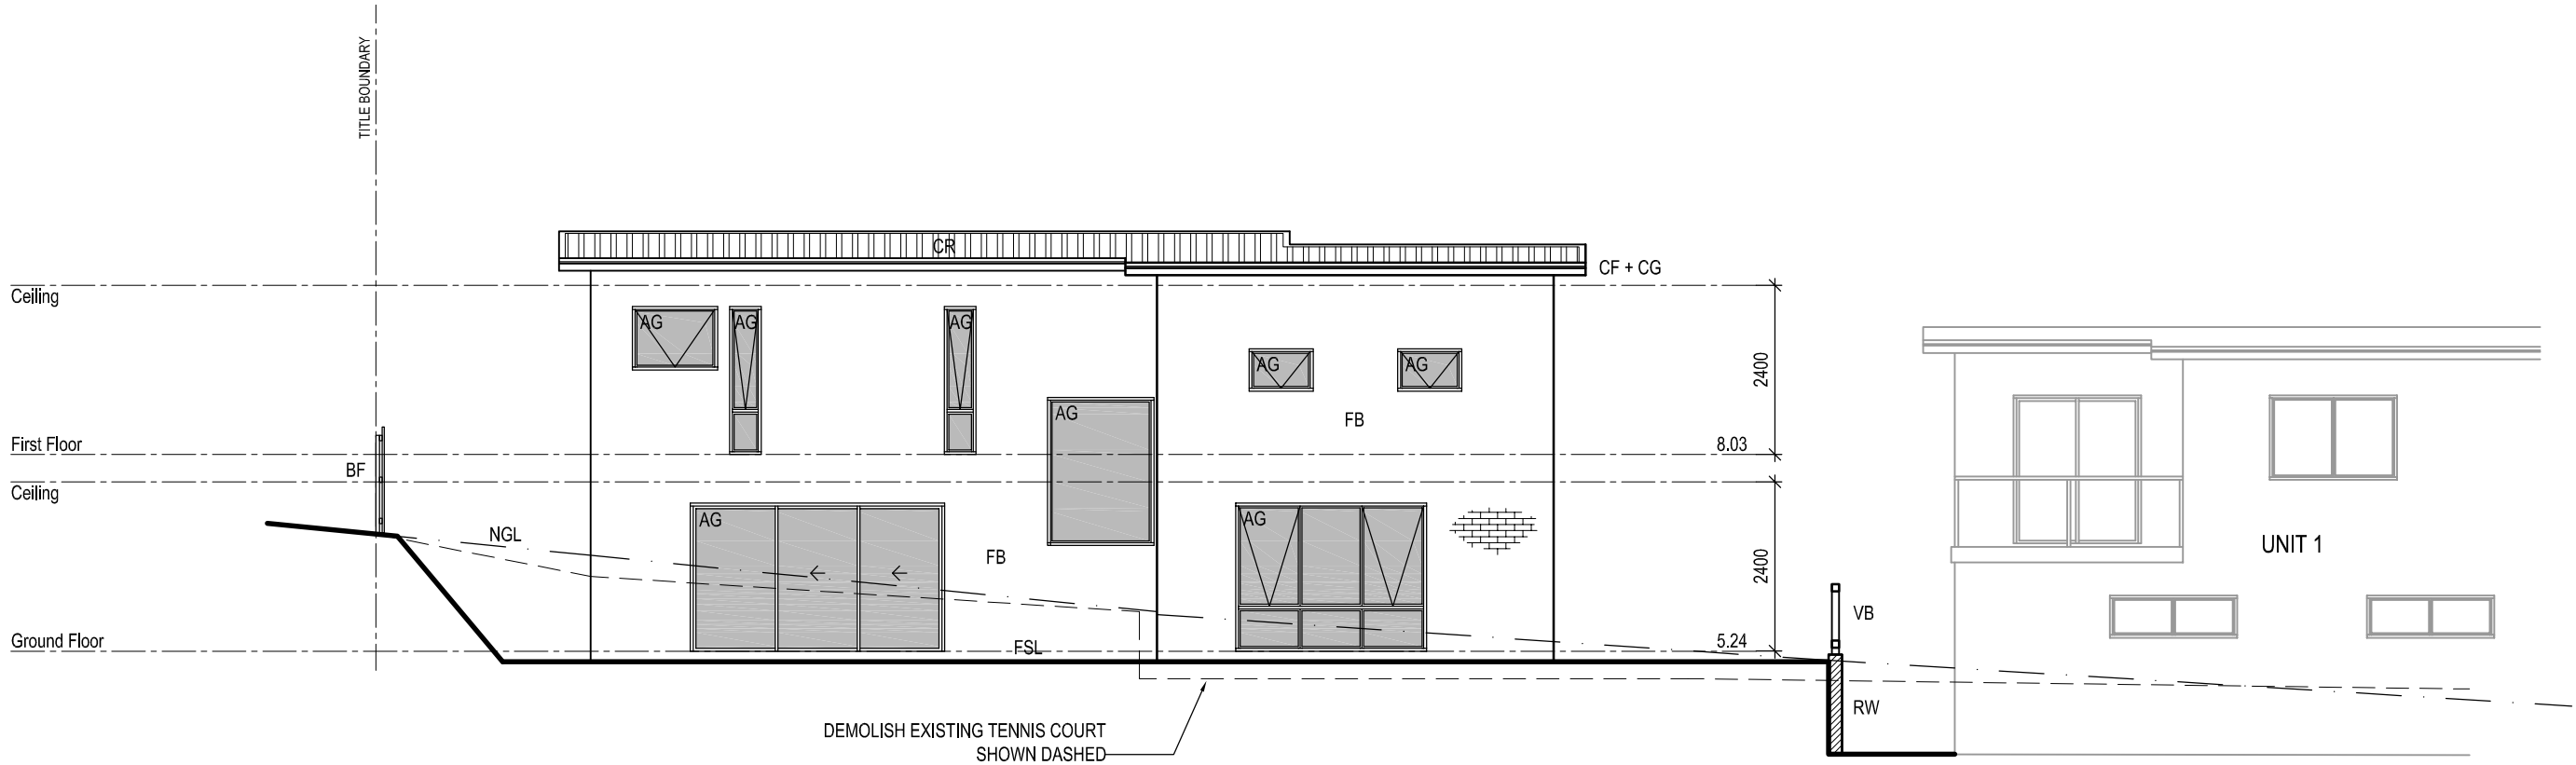 TITLE BOUNDARY
CR
CF + CG
Ceiling
AG
AG
AG
AG
AG
2400
AG
FB
First Floor
8.03
BF
Ceiling
AG
AG
NGL
FB
2400
UNIT 1
VB
Ground Floor
FSL
5.24
RW
DEMOLISH EXISTING TENNIS COURT
SHOWN DASHED